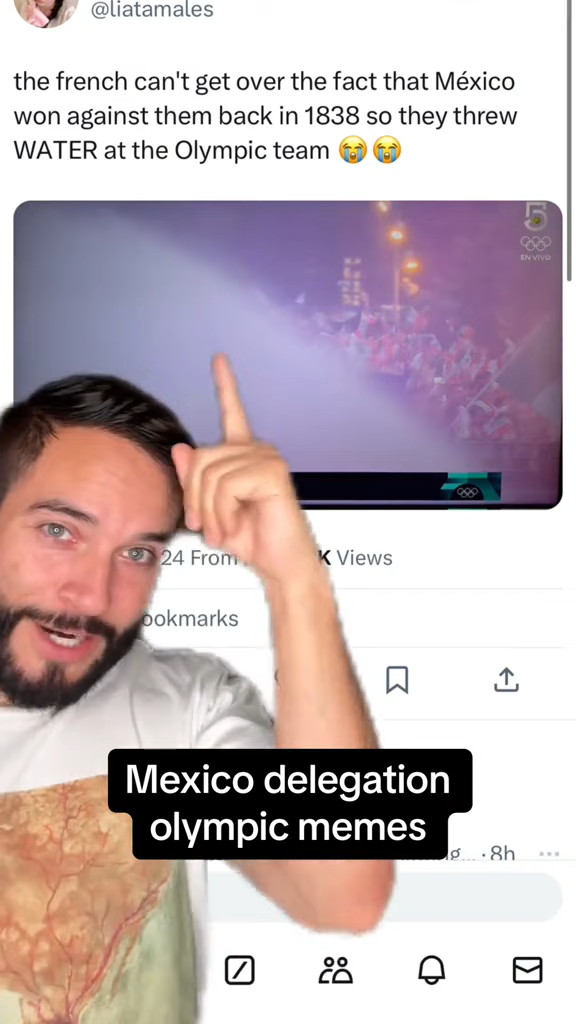 @liatamales
the french can't get over the fact that México
won against them back in 1838 so they threw
WATER at the Olympic team 😭😭
5
EN VIVO
24 From K Views
ookmarks
Mexico delegation
olympic memes
g... · 8h